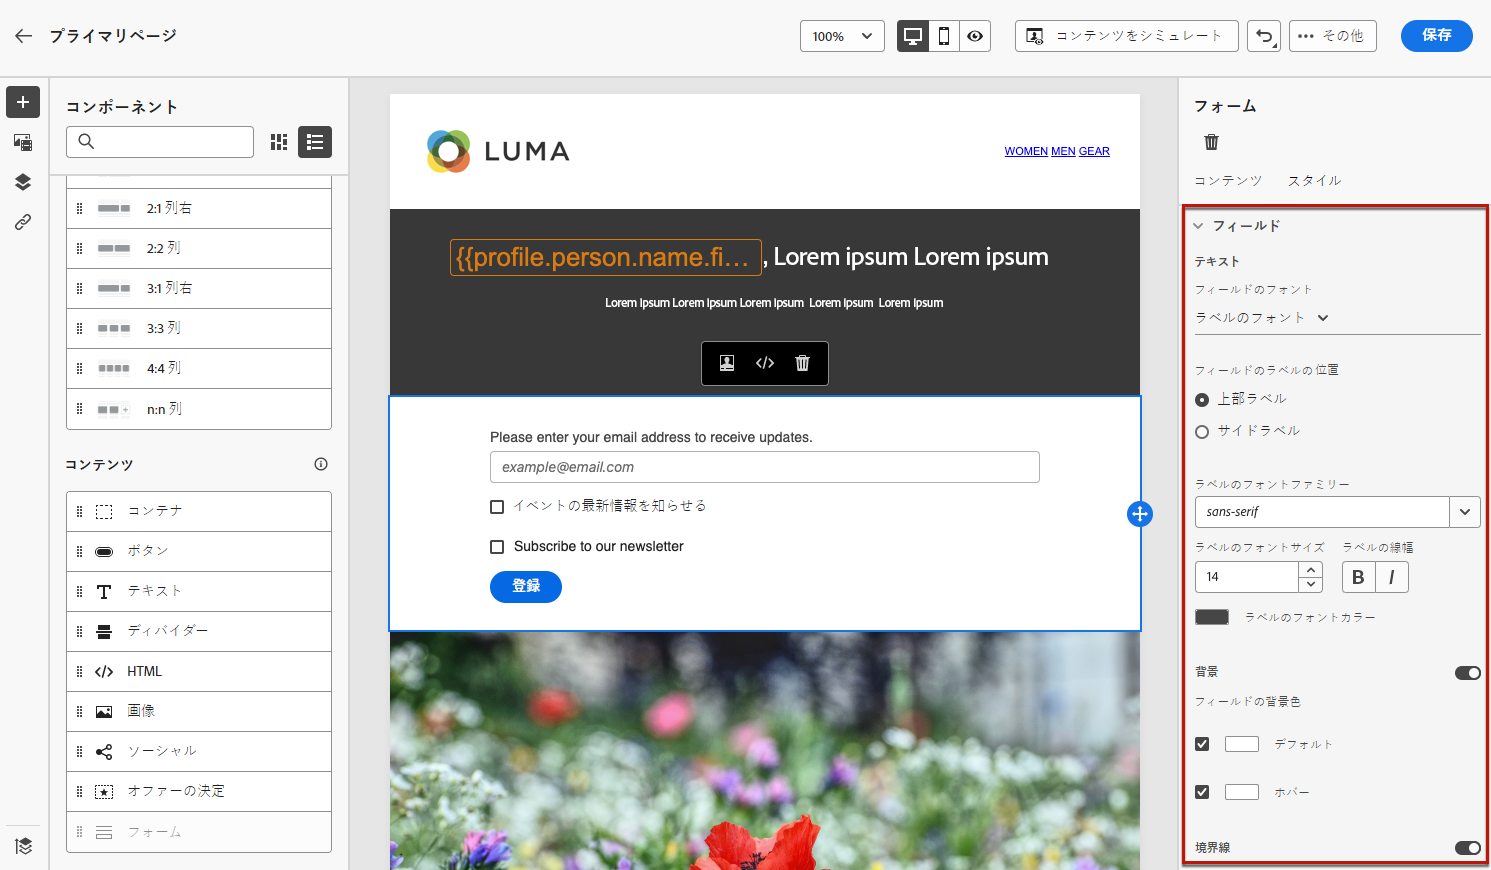 プライマリページ
100%
コンテンツをシミュレート
その他
保存
コンポーネント
2:1 列右
2:2 列
3:1 列右
3:3 列
4:4 列
n:n 列
コンテンツ
コンテナ
ボタン
テキスト
ディバイダー
HTML
画像
ソーシャル
オファーの決定
フォーム
LUMA
WOMEN MEN GEAR
{{profile.person.name.fi… , Lorem ipsum Lorem ipsum
Lorem Ipsum Lorem Ipsum Lorem Ipsum Lorem Ipsum Lorem Ipsum
Please enter your email address to receive updates.
example@email.com
イベントの最新情報を知らせる
Subscribe to our newsletter
登録
フォーム
コンテンツ スタイル
フィールド
テキスト
フィールドのフォント
ラベルのフォント
フィールドのラベルの位置
上部ラベル
サイドラベル
ラベルのフォントファミリー
sans-serif
ラベルのフォントサイズ ラベルの線幅
14 B I
ラベルのフォントカラー
背景
フィールドの背景色
デフォルト
ホバー
境界線